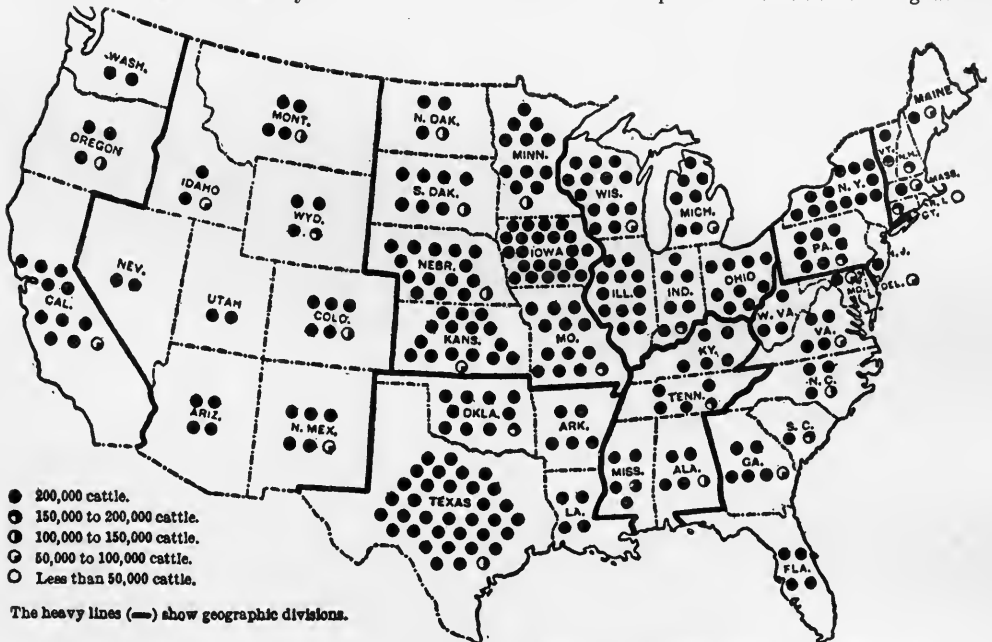 WASH.
MONT.
N. DAK.
MINN.
MAINE
OREGON
IDAHO
WIS.
VT.
N.H.
S. DAK.
MICH.
N. Y.
MASS.
R. I.
CT.
WYO.
IOWA
PA.
N. J.
NEBR.
NEV.
UTAH
COLO.
ILL.
IND.
OHIO
MD.
DEL.
CAL.
KANS.
MO.
W. VA.
VA.
KY.
N. C.
TENN.
ARIZ.
N. MEX.
OKLA.
ARK.
S. C.
MISS.
ALA.
GA.
TEXAS
LA.
FLA.
200,000 cattle.
150,000 to 200,000 cattle.
100,000 to 150,000 cattle.
50,000 to 100,000 cattle.
Less than 50,000 cattle.
The heavy lines (▬) show geographic divisions.